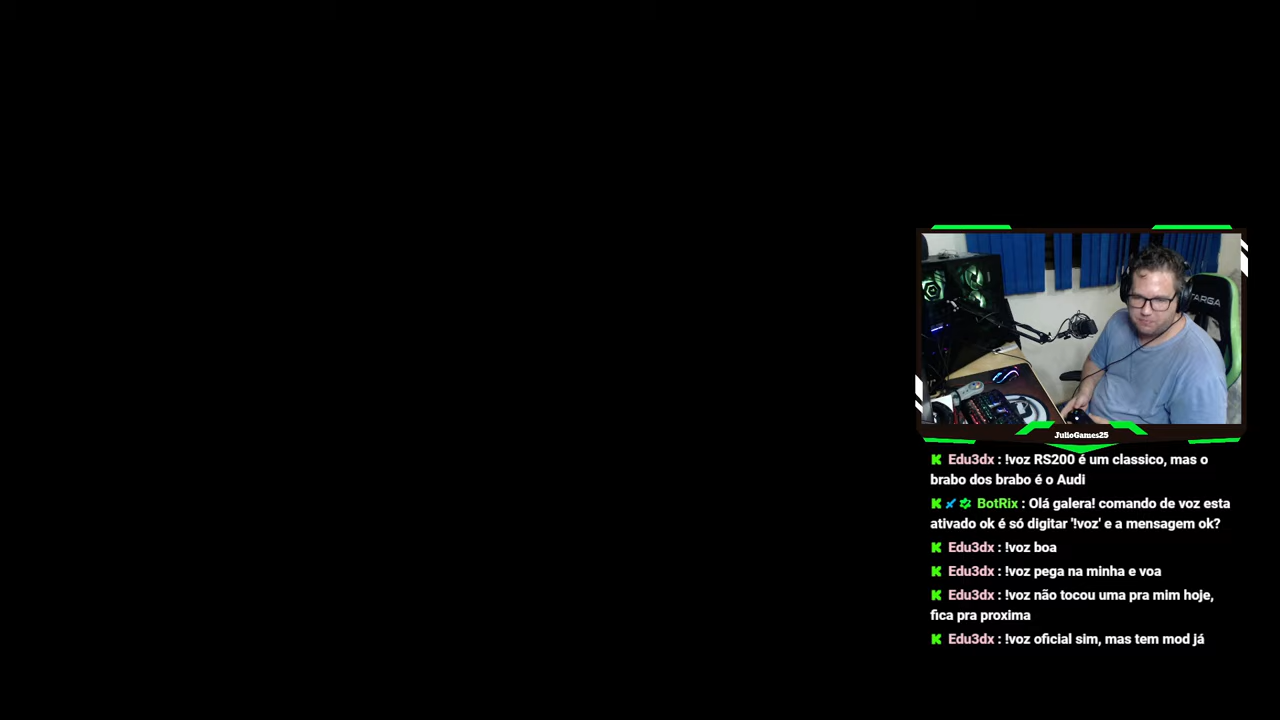 TARGA
JulioGames25
Edu3dx : !voz RS200 é um classico, mas o
brabo dos brabo é o Audi
BotRix : Olá galera! comando de voz esta
ativado ok é só digitar '!voz' e a mensagem ok?
Edu3dx : !voz boa
Edu3dx : !voz pega na minha e voa
Edu3dx : !voz não tocou uma pra mim hoje,
fica pra proxima
Edu3dx : !voz oficial sim, mas tem mod já